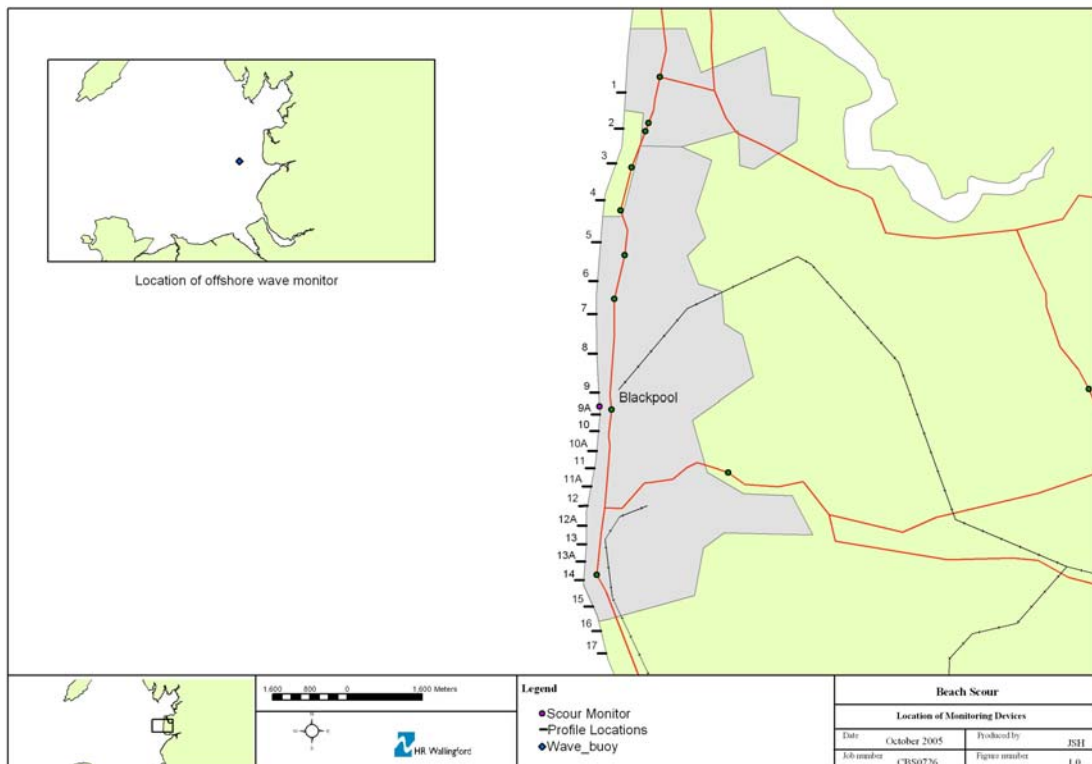 Location of offshore wave monitor
1
2
3
4
5
6
7
8
9
9A
10
10A
11
11A
12
12A
13
13A
14
15
16
17
Blackpool
1,600 800 0 1,600 Meters
HR Wallingford
Legend
Scour Monitor
Profile Locations
Wave_buoy
Beach Scour
Location of Monitoring Devices
Date October 2005
Produced by JSH
Job number CBS0726
Figure number 1.0